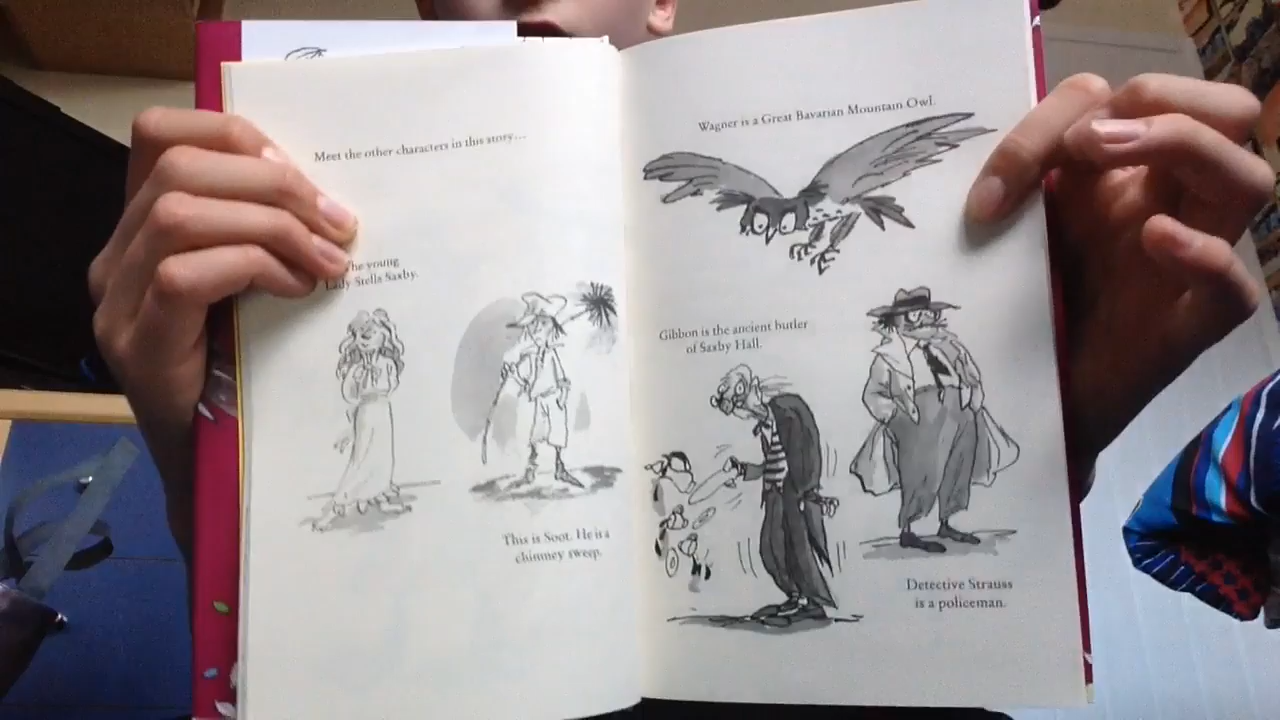 Meet the other characters in this story...
he young
Lady Stella Saxby.
This is Soot. He is a
chimney sweep.
Wagner is a Great Bavarian Mountain Owl.
Gibbon is the ancient butler
of Saxby Hall.
Detective Strauss
is a policeman.